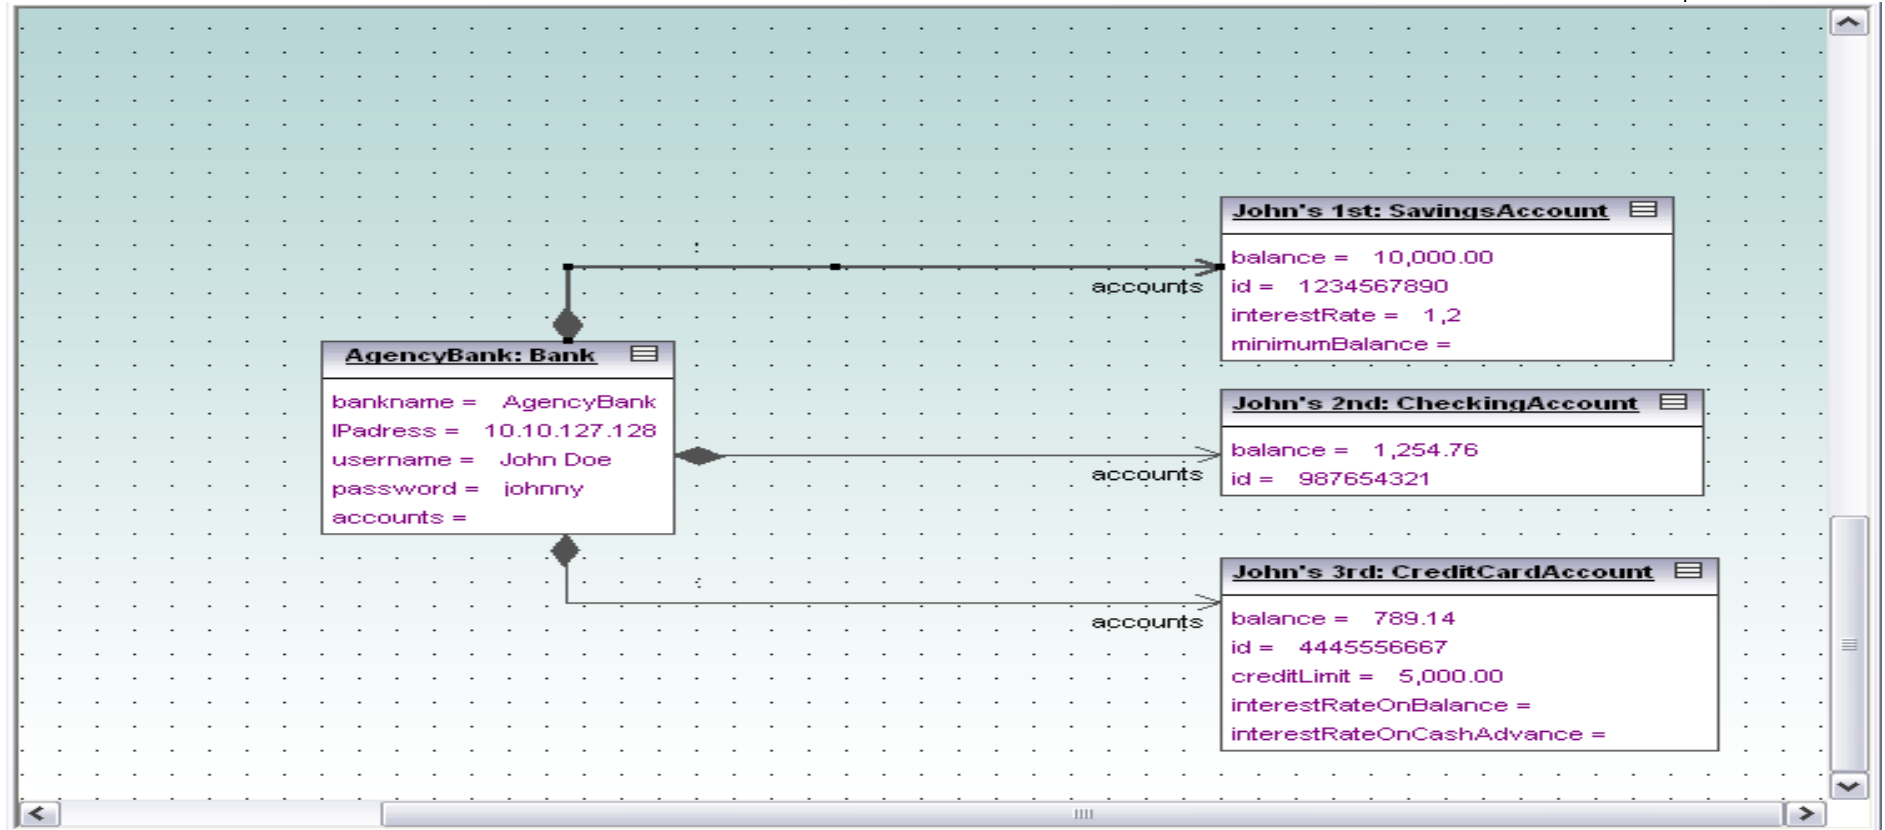 John's 1st: SavingsAccount
balance = 10,000.00
id = 1234567890
interestRate = 1,2
minimumBalance =
accounts
AgencyBank: Bank
bankname = AgencyBank
IPadress = 10.10.127.128
username = John Doe
password = johnny
accounts =
John's 2nd: CheckingAccount
balance = 1,254.76
id = 987654321
accounts
John's 3rd: CreditCardAccount
balance = 789.14
id = 4445556667
creditLimit = 5,000.00
interestRateOnBalance =
interestRateOnCashAdvance =
accounts